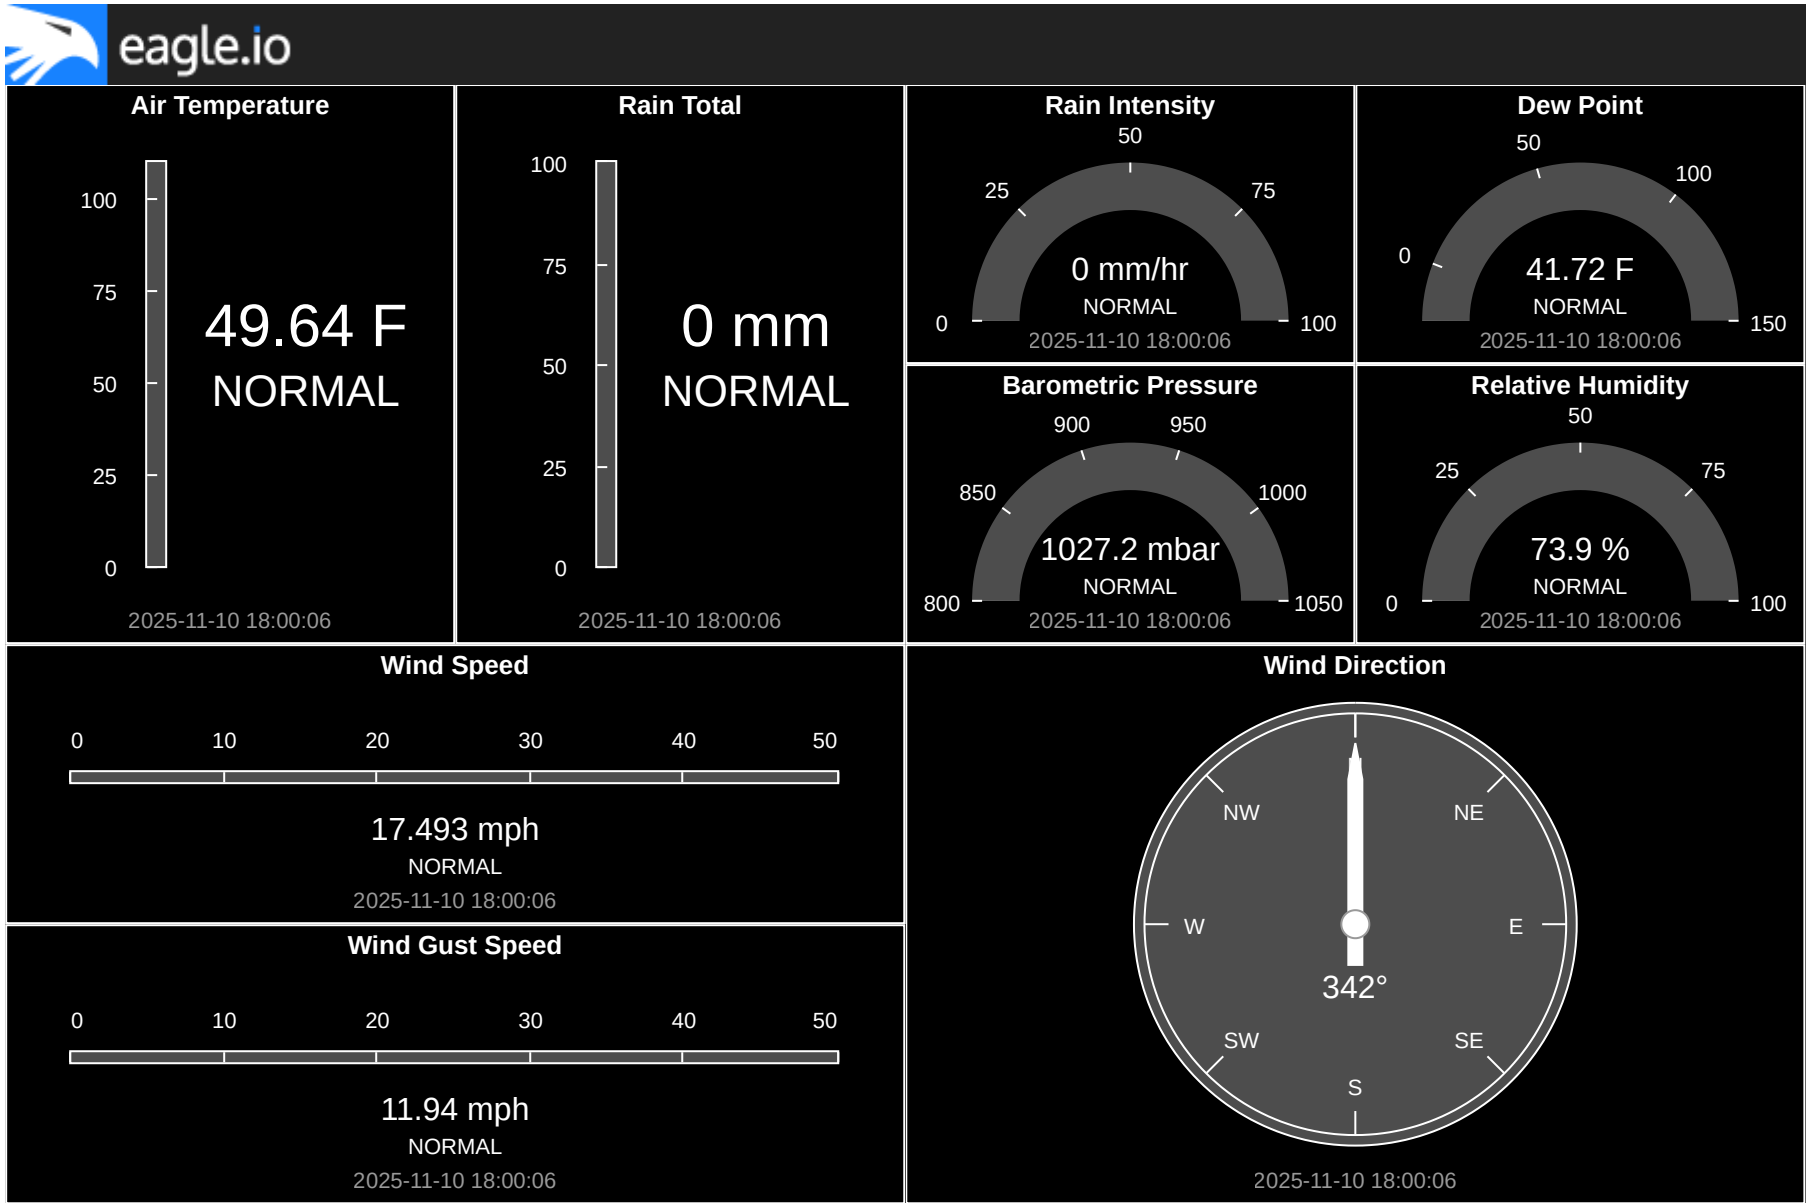 eagle.io
Air Temperature
100
75
50
25
0
49.64 F
NORMAL
2025-11-10 18:00:06
Rain Total
100
75
50
25
0
0 mm
NORMAL
2025-11-10 18:00:06
Rain Intensity
0
25
50
75
100
0 mm/hr
NORMAL
2025-11-10 18:00:06
Dew Point
0
50
100
150
41.72 F
NORMAL
2025-11-10 18:00:06
Barometric Pressure
800
850
900
950
1000
1050
1027.2 mbar
NORMAL
2025-11-10 18:00:06
Relative Humidity
0
25
50
75
100
73.9 %
NORMAL
2025-11-10 18:00:06
Wind Speed
0 10 20 30 40 50
17.493 mph
NORMAL
2025-11-10 18:00:06
Wind Gust Speed
0 10 20 30 40 50
11.94 mph
NORMAL
2025-11-10 18:00:06
Wind Direction
NW NE
W E
342°
SW SE
S
2025-11-10 18:00:06